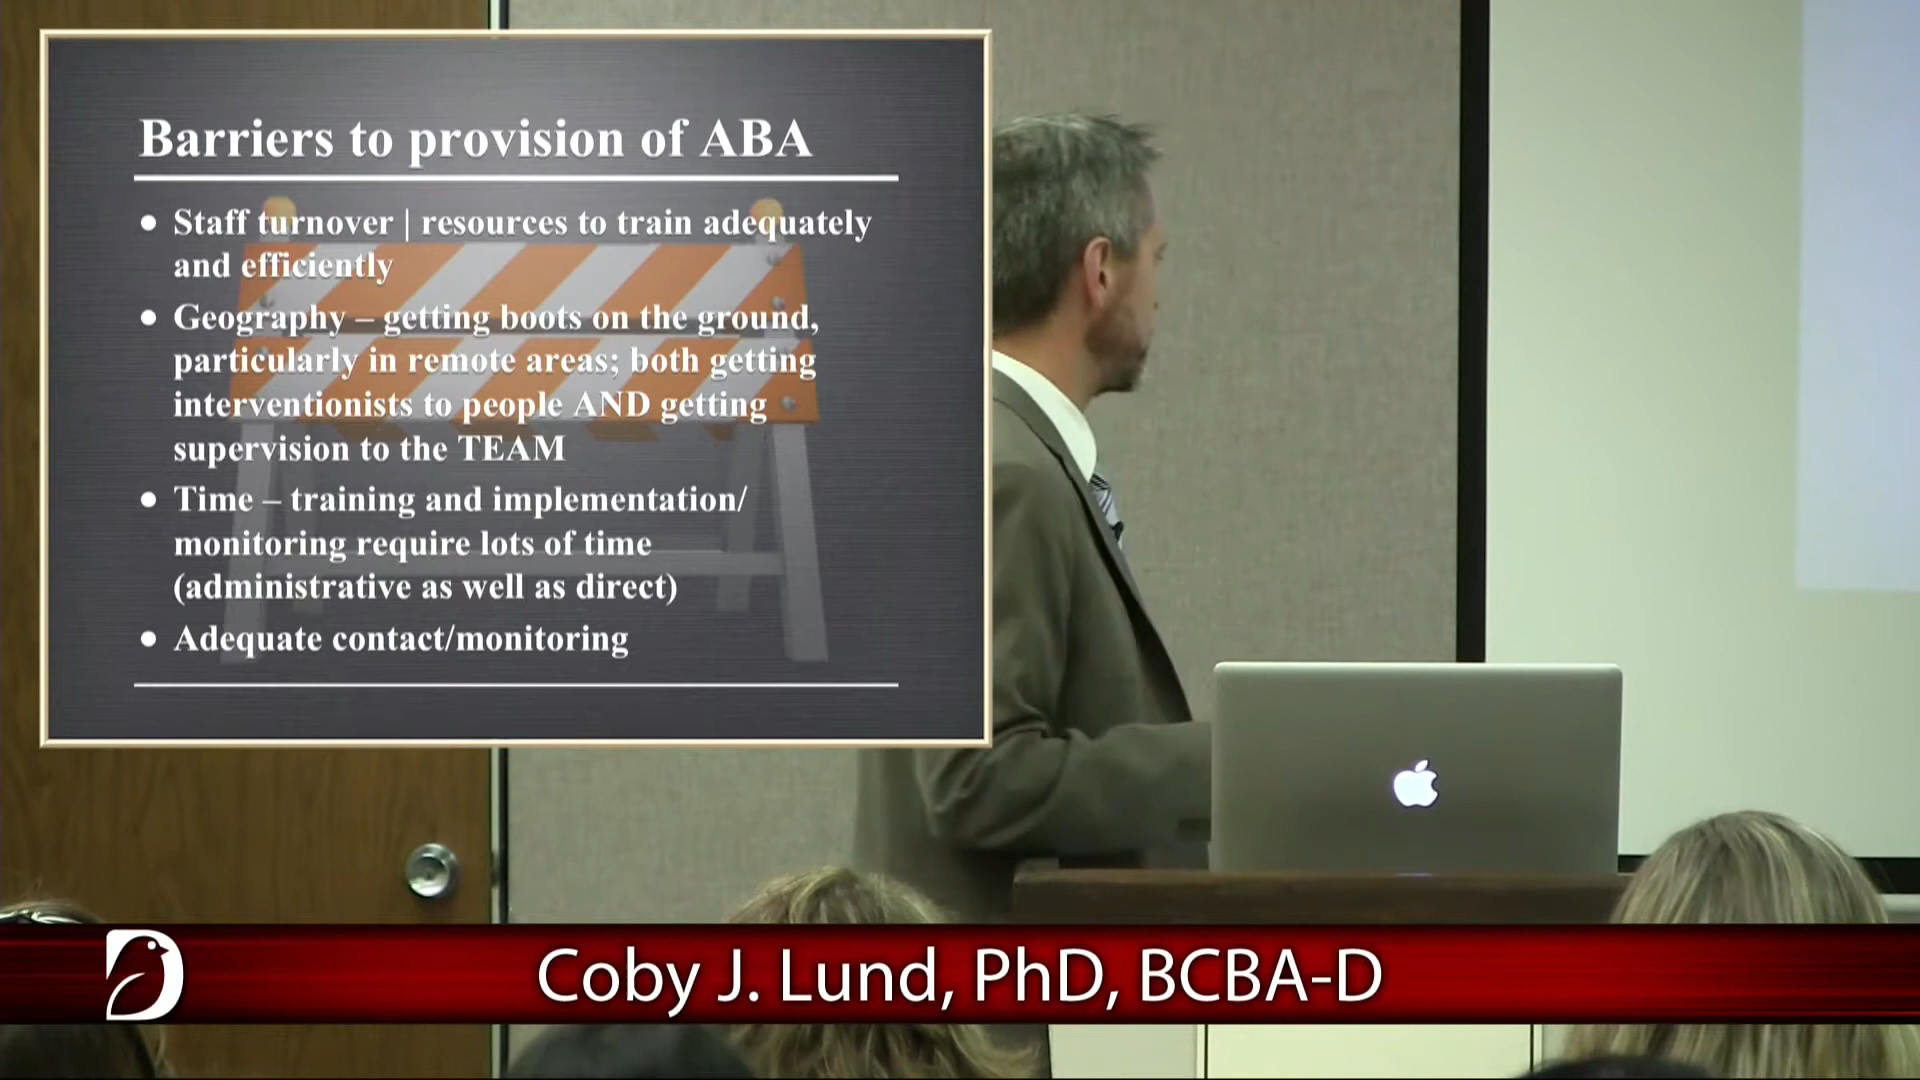 Barriers to provision of ABA
• Staff turnover | resources to train adequately
and efficiently
• Geography – getting boots on the ground,
particularly in remote areas; both getting
interventionists to people AND getting
supervision to the TEAM
• Time – training and implementation/
monitoring require lots of time
(administrative as well as direct)
• Adequate contact/monitoring
Coby J. Lund, PhD, BCBA-D